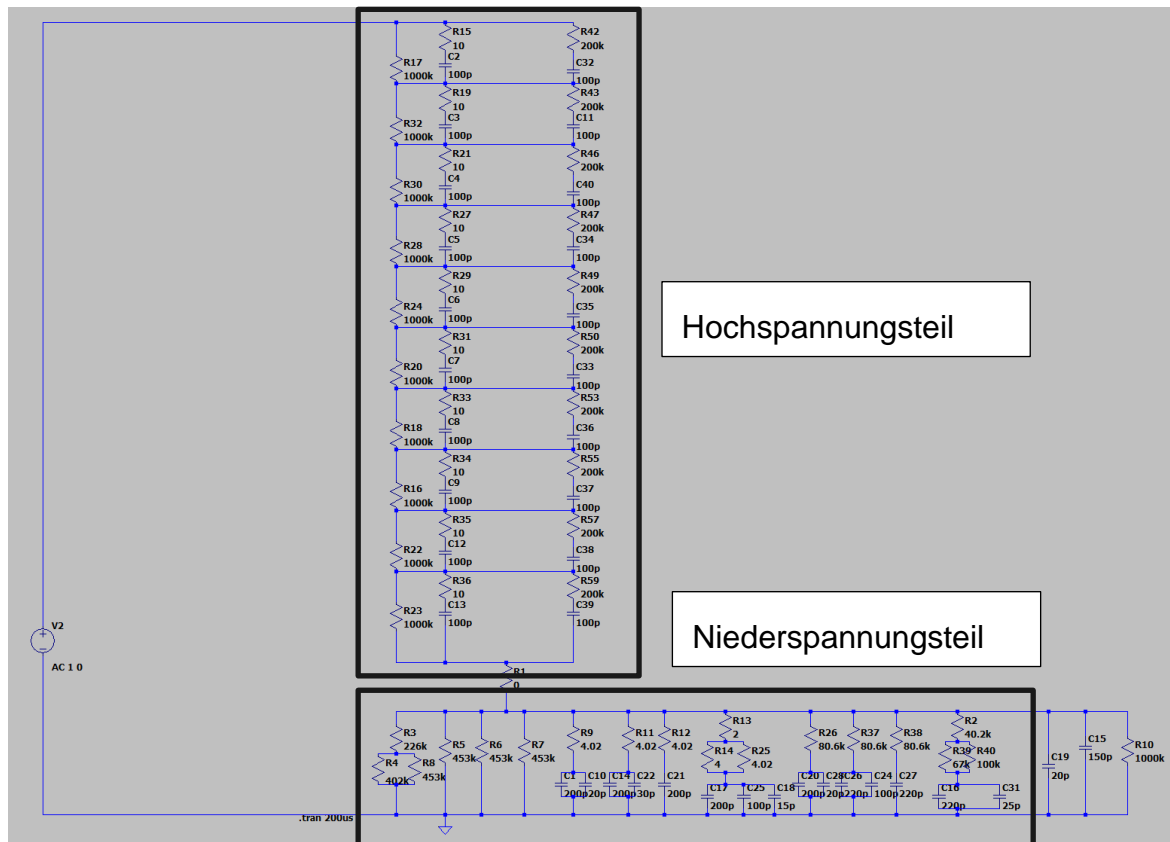 R15
10
C2
100p
R42
200k
C32
100p
R17
1000k
R19
10
C3
100p
R43
200k
C11
100p
R32
1000k
R21
10
C4
100p
R46
200k
C40
100p
R30
1000k
R27
10
C5
100p
R47
200k
C34
100p
R28
1000k
R29
10
C6
100p
R49
200k
C35
100p
R24
1000k
R31
10
C7
100p
R50
200k
C33
100p
R20
1000k
R33
10
C8
100p
R53
200k
C36
100p
R18
1000k
R34
10
C9
100p
R55
200k
C37
100p
R16
1000k
R35
10
C12
100p
R57
200k
C38
100p
R22
1000k
R36
10
C13
100p
R59
200k
C39
100p
R23
1000k
Hochspannungsteil
Niederspannungsteil
V2
AC 1 0
R1
0
R3
226k
R4
402k
R8
453k
R5
453k
R6
453k
R7
453k
R9
4.02
C1
200p
C10
20p
R11
4.02
C14
200p
C22
30p
R12
4.02
C21
200p
R13
2
R14
4
R25
4.02
C17
200p
C25
100p
C18
15p
R26
80.6k
C20
200p
C28
20p
R37
80.6k
C26
220p
C24
100p
R38
80.6k
C27
220p
R2
40.2k
R39
67k
R40
100k
C16
220p
C31
25p
C19
20p
C15
150p
R10
1000k
.tran 200us